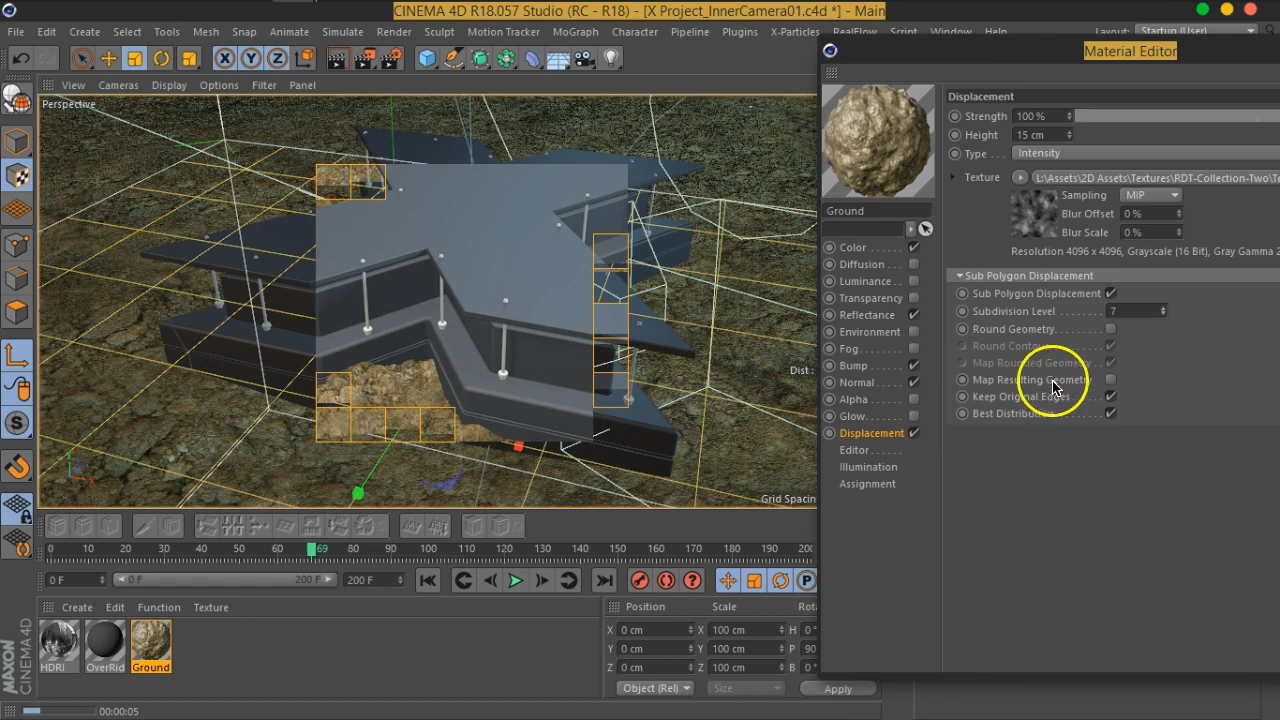 CINEMA 4D R18.057 Studio (RC - R18) - [X Project_InnerCamera01.c4d *] - Main
File Edit Create Select Tools Mesh Snap Animate Simulate Render Sculpt Motion Tracker MoGraph Character Pipeline Plugins X-Particles RealFlow Script Window Help Layout: Startup (User)
X Y Z
View Cameras Display Options Filter Panel
Perspective
Dist :
Grid Spacin
Y X
S
0 10 20 30 40 50 60 69 80 90 100 110 120 130 140 150 160 170 180 190 200
0 F 0 F 200 F 200 F
P
Create Edit Function Texture
HDRI OverRid Ground
Position Scale Rota
X 0 cm X 100 cm H 0 °
Y 0 cm Y 100 cm P 90
Z 0 cm Z 100 cm B 0 °
Object (Rel) Size Apply
MAXON
CINEMA 4D
00:00:05
Material Editor
Ground
Color
Diffusion
Luminance
Transparency
Reflectance
Environment
Fog
Bump
Normal
Alpha
Glow
Displacement
Editor
Illumination
Assignment
Displacement
Strength 100 %
Height 15 cm
Type Intensity
Texture L:\Assets\2D Assets\Textures\RDT-Collection-Two\Te
Sampling MIP
Blur Offset 0 %
Blur Scale 0 %
Resolution 4096 x 4096, Grayscale (16 Bit), Gray Gamma 2
Sub Polygon Displacement
Sub Polygon Displacement
Subdivision Level 7
Round Geometry
Round Contour
Map Rounded Geometry
Map Resulting Geometry
Keep Original Edges
Best Distribution